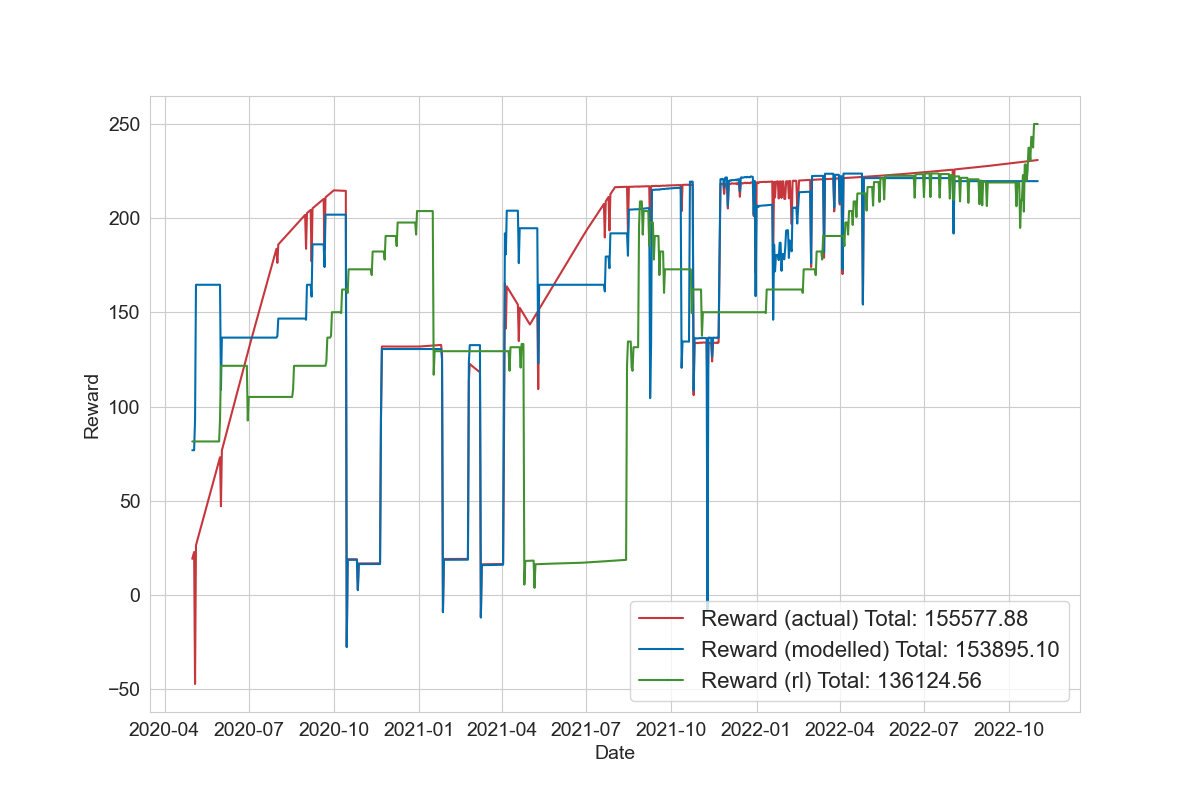 250
200
150
100
50
0
−50
Reward
Reward (actual) Total: 155577.88
Reward (modelled) Total: 153895.10
Reward (rl) Total: 136124.56
2020-04 2020-07 2020-10 2021-01 2021-04 2021-07 2021-10 2022-01 2022-04 2022-07 2022-10
Date